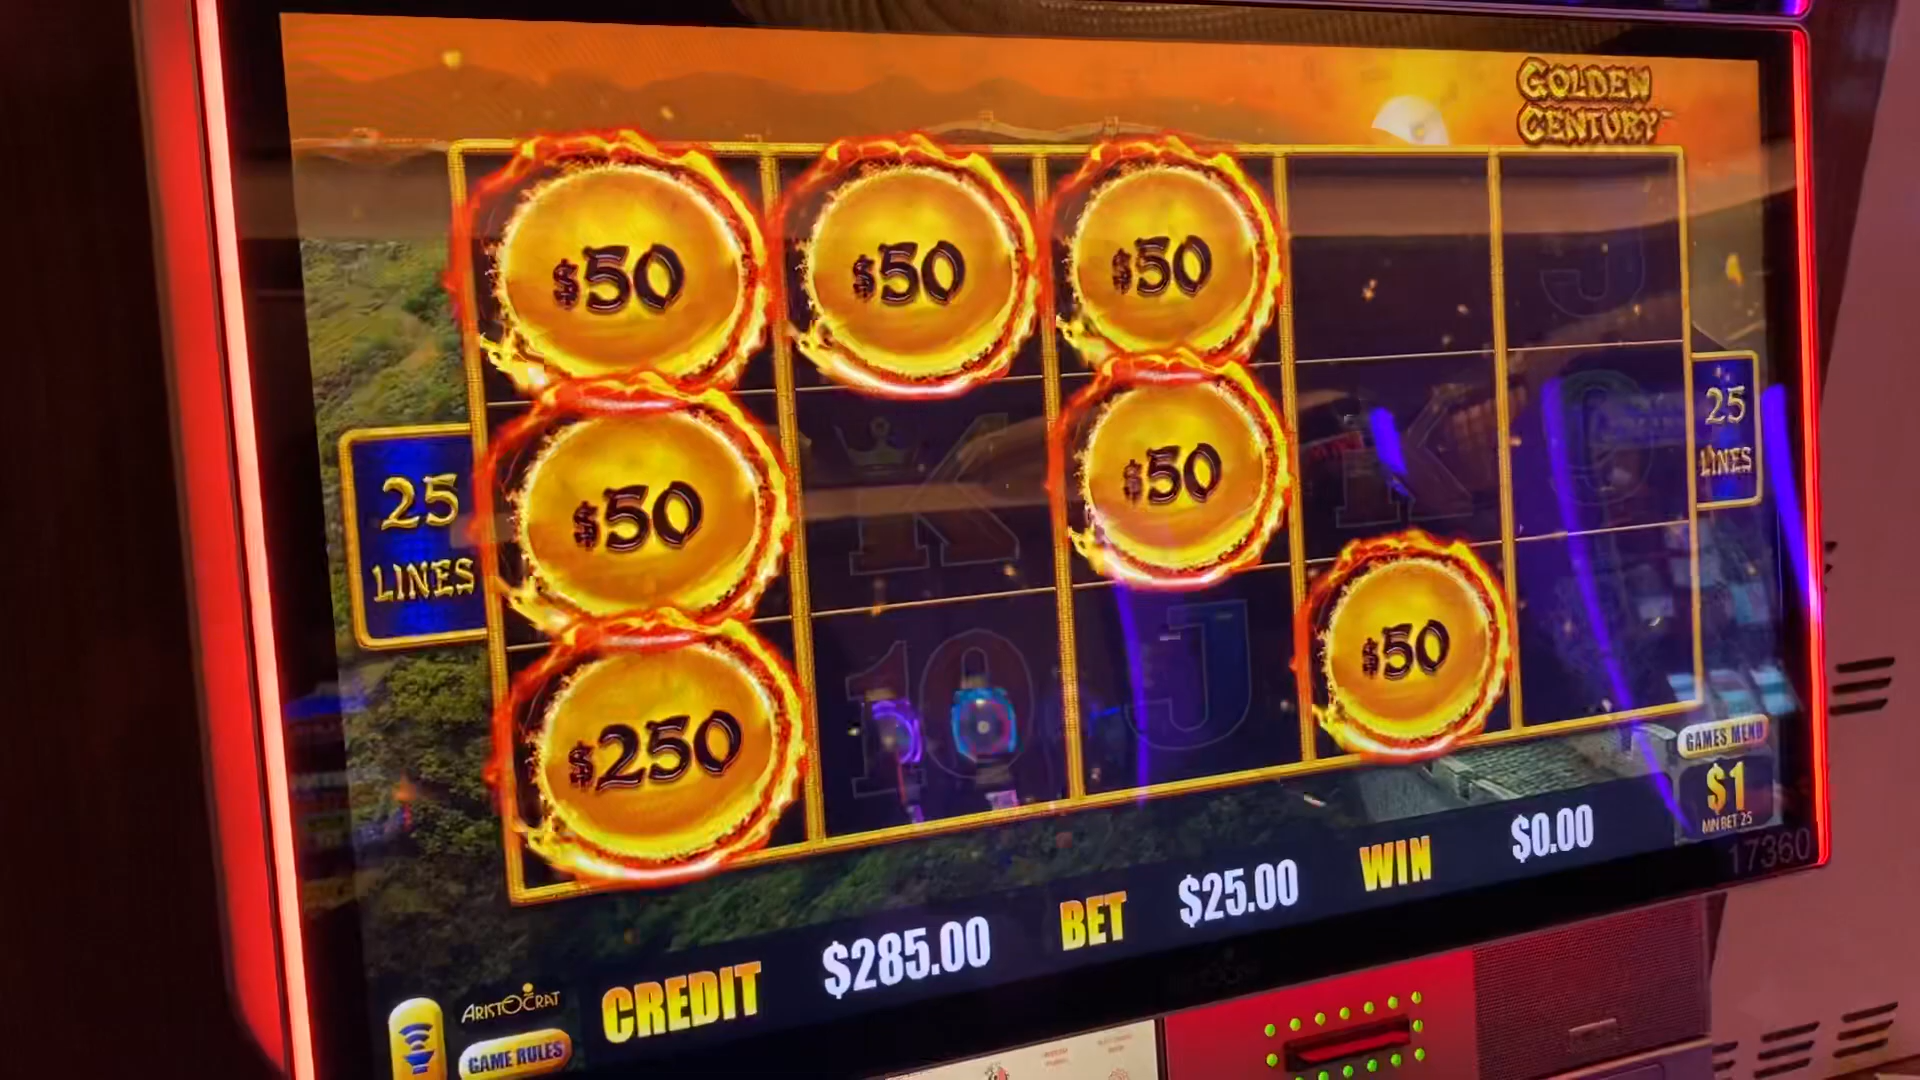 GOLDEN
CENTURY
$50 $50 $50
25
LINES
$50 K $50 K
25
LINES
$250 10 J $50
J
GAMES MENU
$1
MIN BET 25
17360
CREDIT $285.00 BET $25.00 WIN $0.00
ARISTOCRAT
GAME RULES